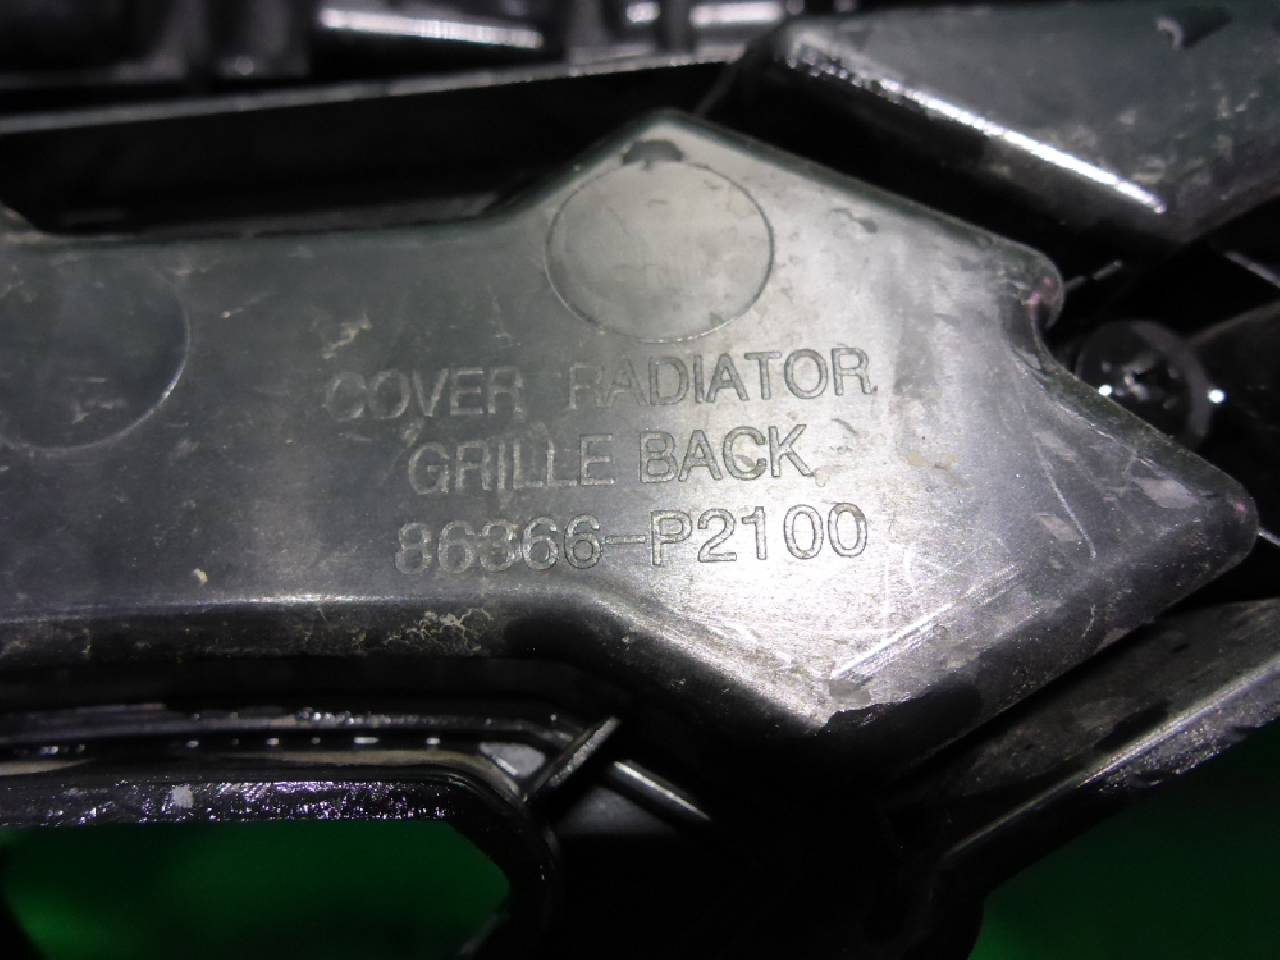 COVER RADIATOR
GRILLE BACK
86366-P2100